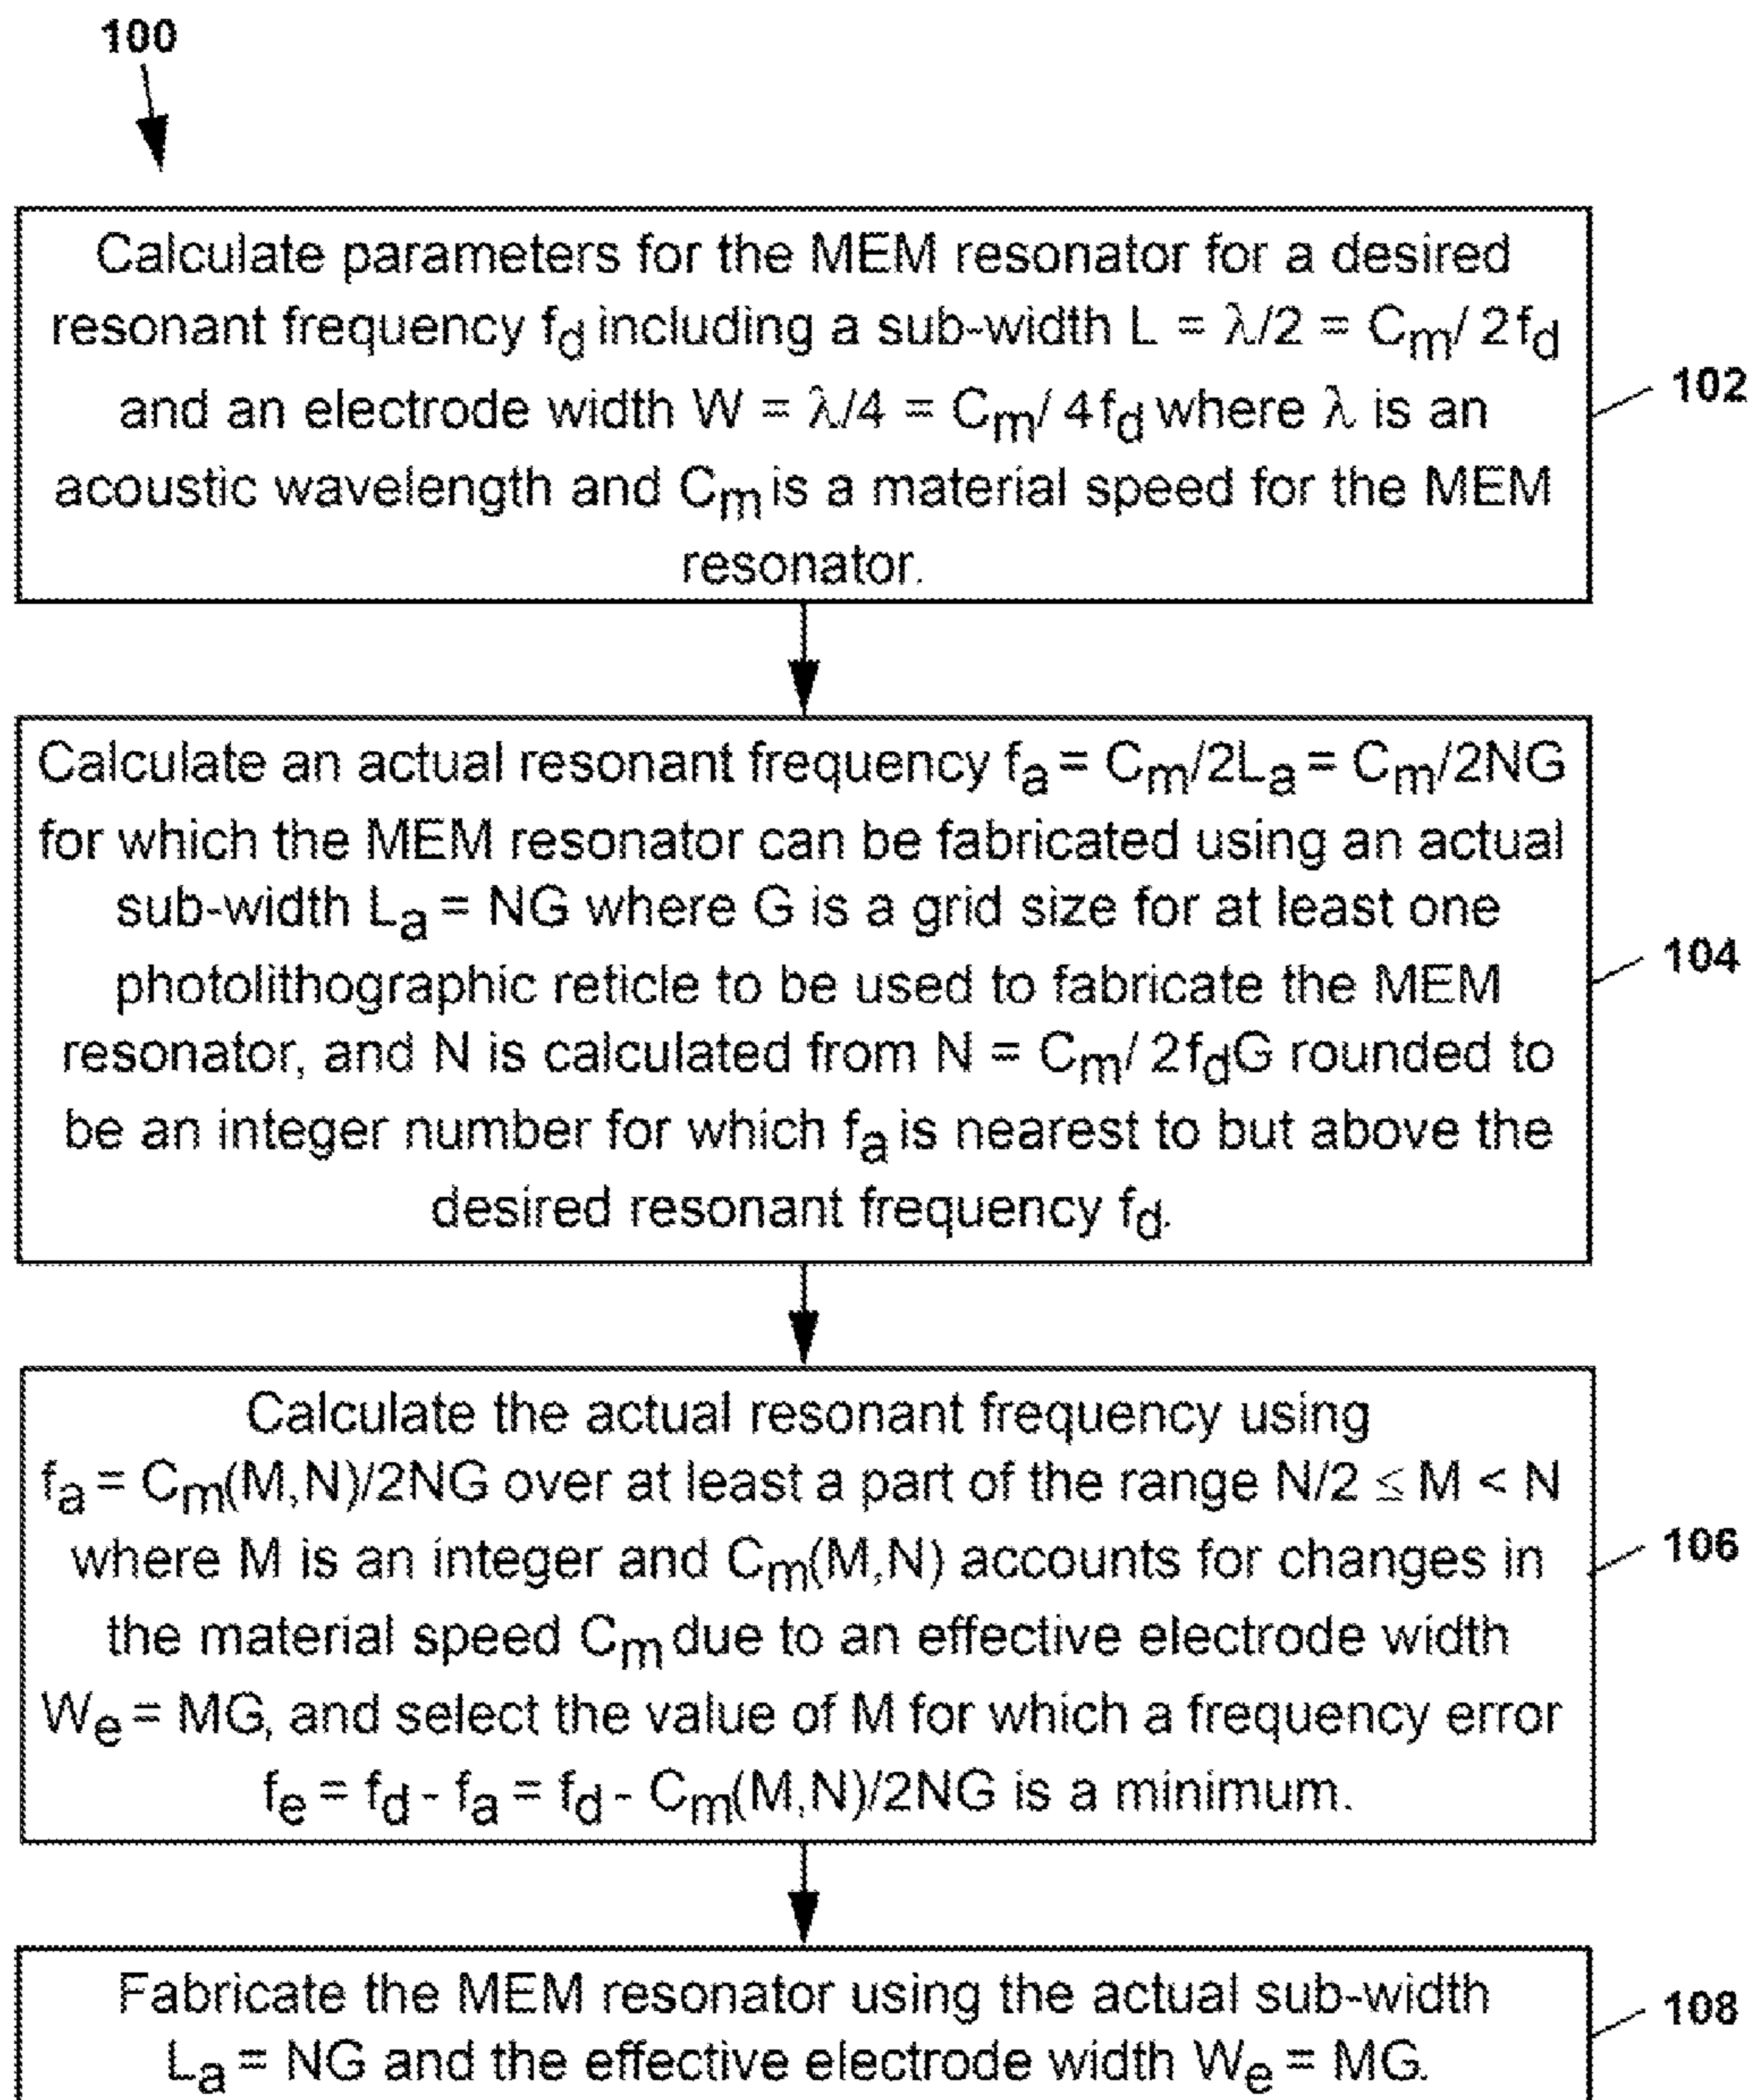 100
Calculate parameters for the MEM resonator for a desired
resonant frequency fd including a sub-width L = λ/2 = Cm/ 2fd
and an electrode width W = λ/4 = Cm/ 4fd where λ is an
acoustic wavelength and Cm is a material speed for the MEM
resonator.
102
Calculate an actual resonant frequency fa = Cm/2La = Cm/2NG
for which the MEM resonator can be fabricated using an actual
sub-width La = NG where G is a grid size for at least one
photolithographic reticle to be used to fabricate the MEM
resonator, and N is calculated from N = Cm/ 2fdG rounded to
be an integer number for which fa is nearest to but above the
desired resonant frequency fd.
104
Calculate the actual resonant frequency using
fa = Cm(M,N)/2NG over at least a part of the range N/2 ≤ M < N
where M is an integer and Cm(M,N) accounts for changes in
the material speed Cm due to an effective electrode width
We = MG, and select the value of M for which a frequency error
fe = fd - fa = fd - Cm(M,N)/2NG is a minimum.
106
Fabricate the MEM resonator using the actual sub-width
La = NG and the effective electrode width We = MG.
108